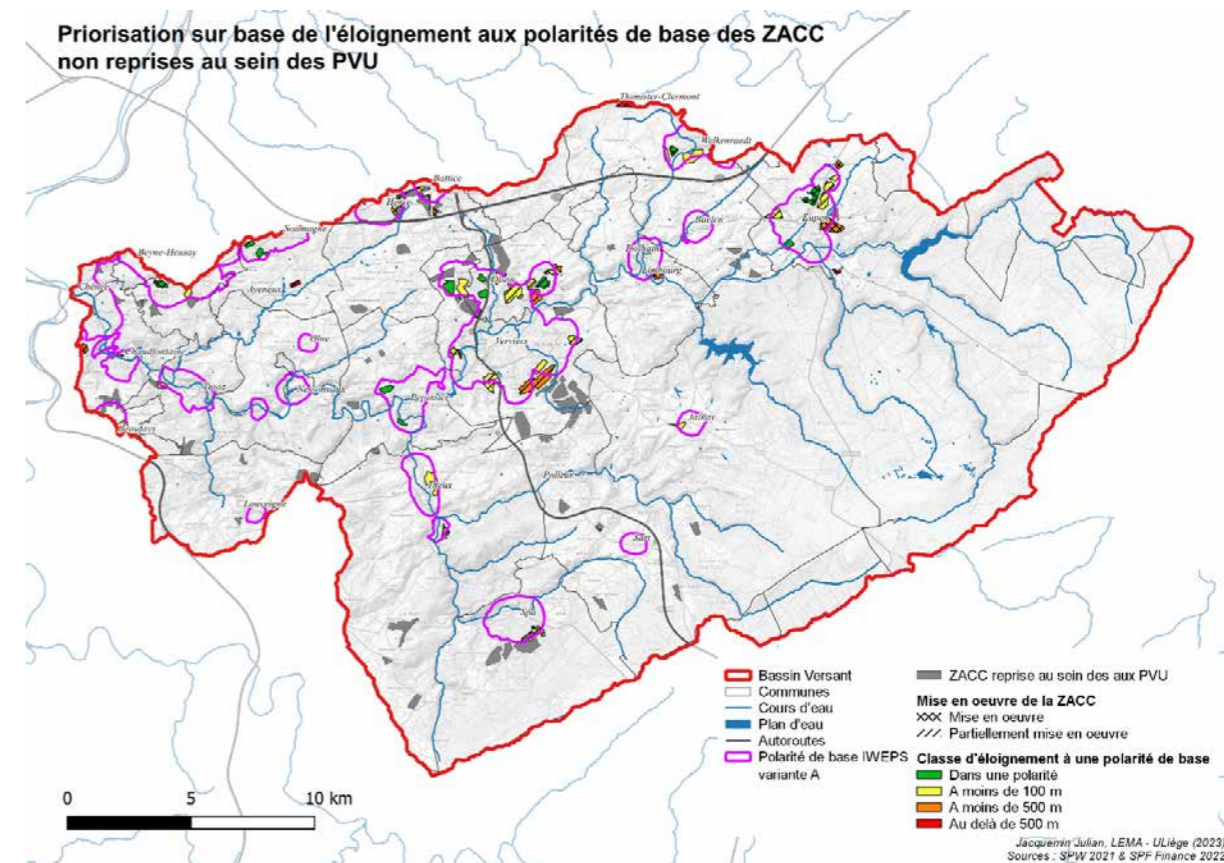 Priorisation sur base de l'éloignement aux polarités de base des ZACC
non reprises au sein des PVU
Thimister-Clermont
Welkenraedt
Battice
Herve
Soumagne
Baelen
Eupen
Beyne-Heusay
Dolhain
Limbourg
Chênée
Ayeneux
Dison
Olne
Verviers
Chaudfontaine
Trooz
Nessonvaux
Pepinster
Jalhay
Beaufays
Polleur
Theux
Louveigné
Sart
Spa
Bassin Versant
Communes
Cours d'eau
Plan d'eau
Autoroutes
Polarité de base IWEPS
variante A
ZACC reprise au sein des aux PVU
Mise en oeuvre de la ZACC
Mise en oeuvre
Partiellement mise en oeuvre
Classe d'éloignement à une polarité de base
Dans une polarité
A moins de 100 m
A moins de 500 m
Au delà de 500 m
0 5 10 km
Jacquemin Julian, LEMA - ULiège (2023)
Sources : SPW 2021 & SPF Finance 2022